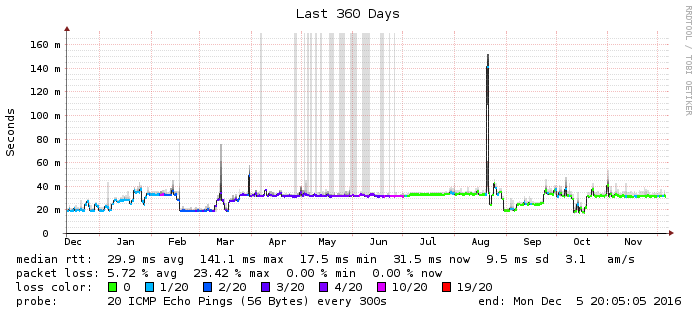 Last 360 Days
RRDTOOL / TOBI OETIKER
Seconds
160 m
140 m
120 m
100 m
80 m
60 m
40 m
20 m
0
Dec Jan Feb Mar Apr May Jun Jul Aug Sep Oct Nov
median rtt: 29.9 ms avg 141.1 ms max 17.5 ms min 31.5 ms now 9.5 ms sd 3.1 am/s
packet loss: 5.72 % avg 23.42 % max 0.00 % min 0.00 % now
loss color: 0 1/20 2/20 3/20 4/20 10/20 19/20
probe: 20 ICMP Echo Pings (56 Bytes) every 300s end: Mon Dec 5 20:05:05 2016